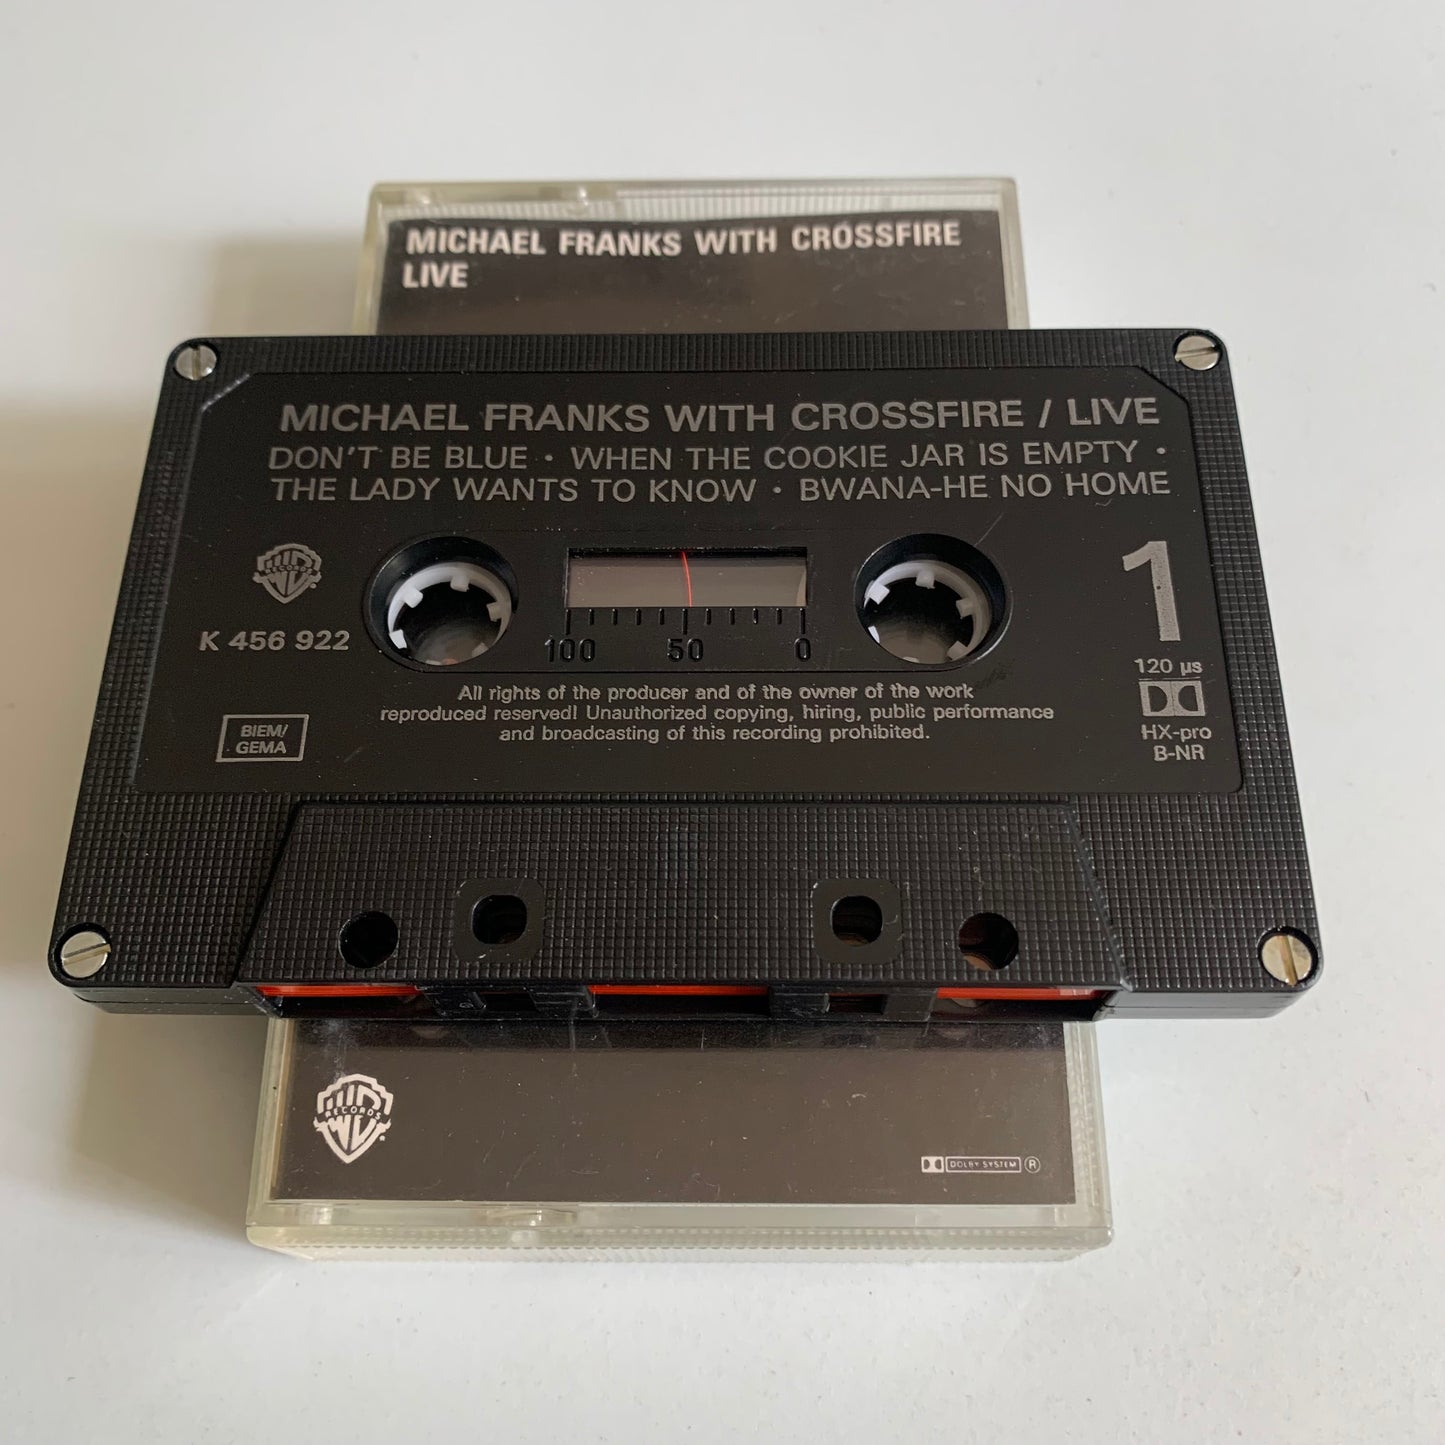 MICHAEL FRANKS WITH CROSSFIRE
LIVE
MICHAEL FRANKS WITH CROSSFIRE / LIVE
DON'T BE BLUE · WHEN THE COOKIE JAR IS EMPTY ·
THE LADY WANTS TO KNOW · BWANA-HE NO HOME
RECORDS
K 456 922
1
100 50 0
120 µs
HX-pro
B-NR
BIEM/
GEMA
All rights of the producer and of the owner of the work
reproduced reserved! Unauthorized copying, hiring, public performance
and broadcasting of this recording prohibited.
RECORDS
DOLBY SYSTEM ®